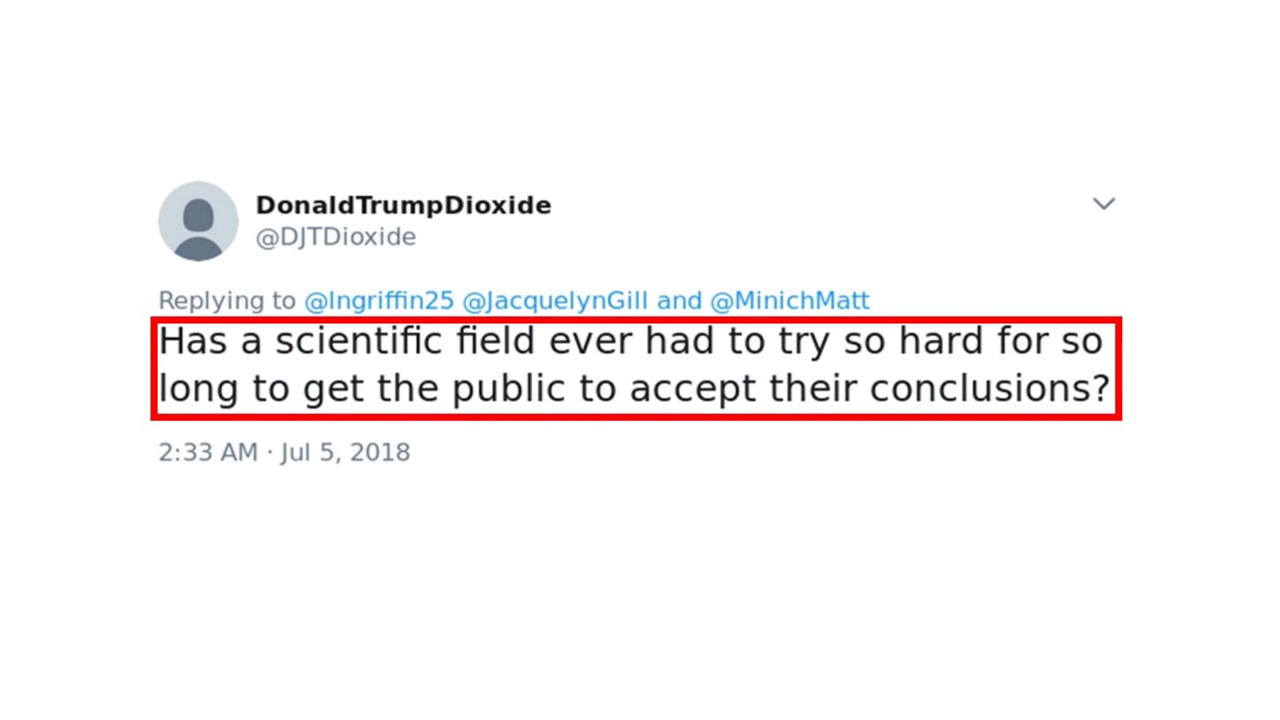 DonaldTrumpDioxide
@DJTDioxide
Replying to @lngriffin25 @JacquelynGill and @MinichMatt
Has a scientific field ever had to try so hard for so
long to get the public to accept their conclusions?
2:33 AM · Jul 5, 2018